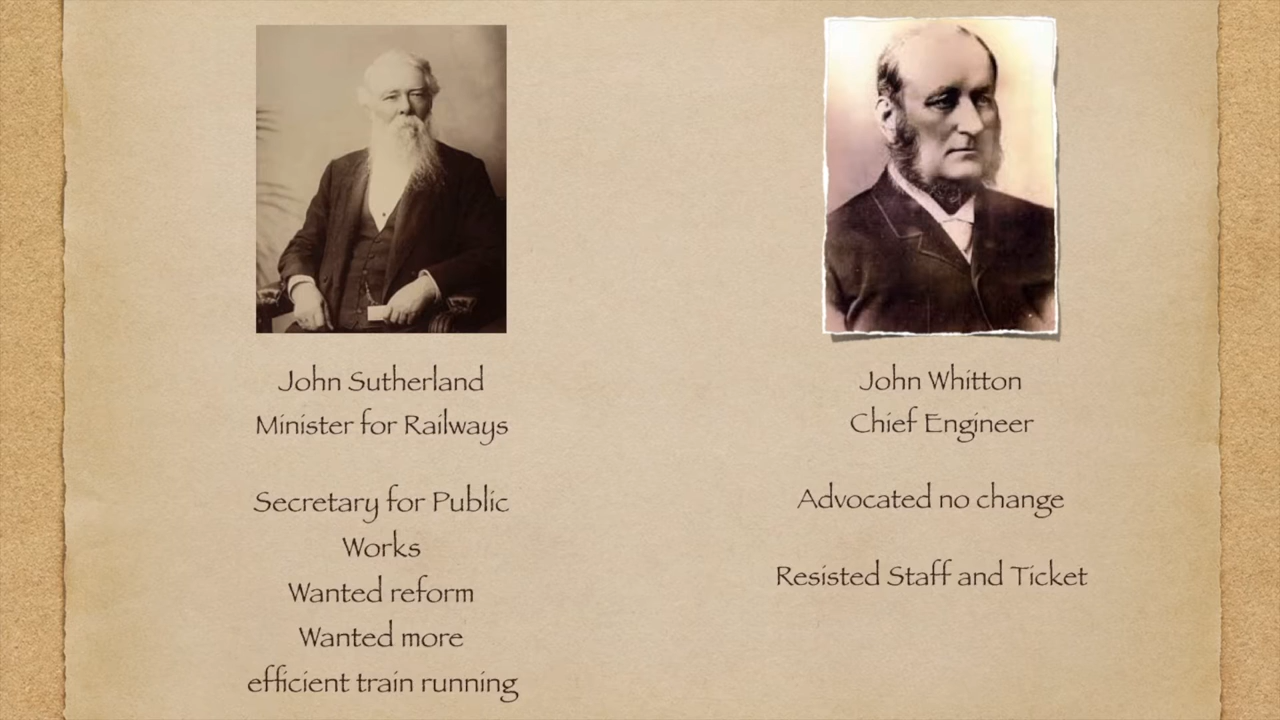 John Sutherland
Minister for Railways
Secretary for Public
Works
Wanted reform
Wanted more
efficient train running
John Whitton
Chief Engineer
Advocated no change
Resisted Staff and Ticket